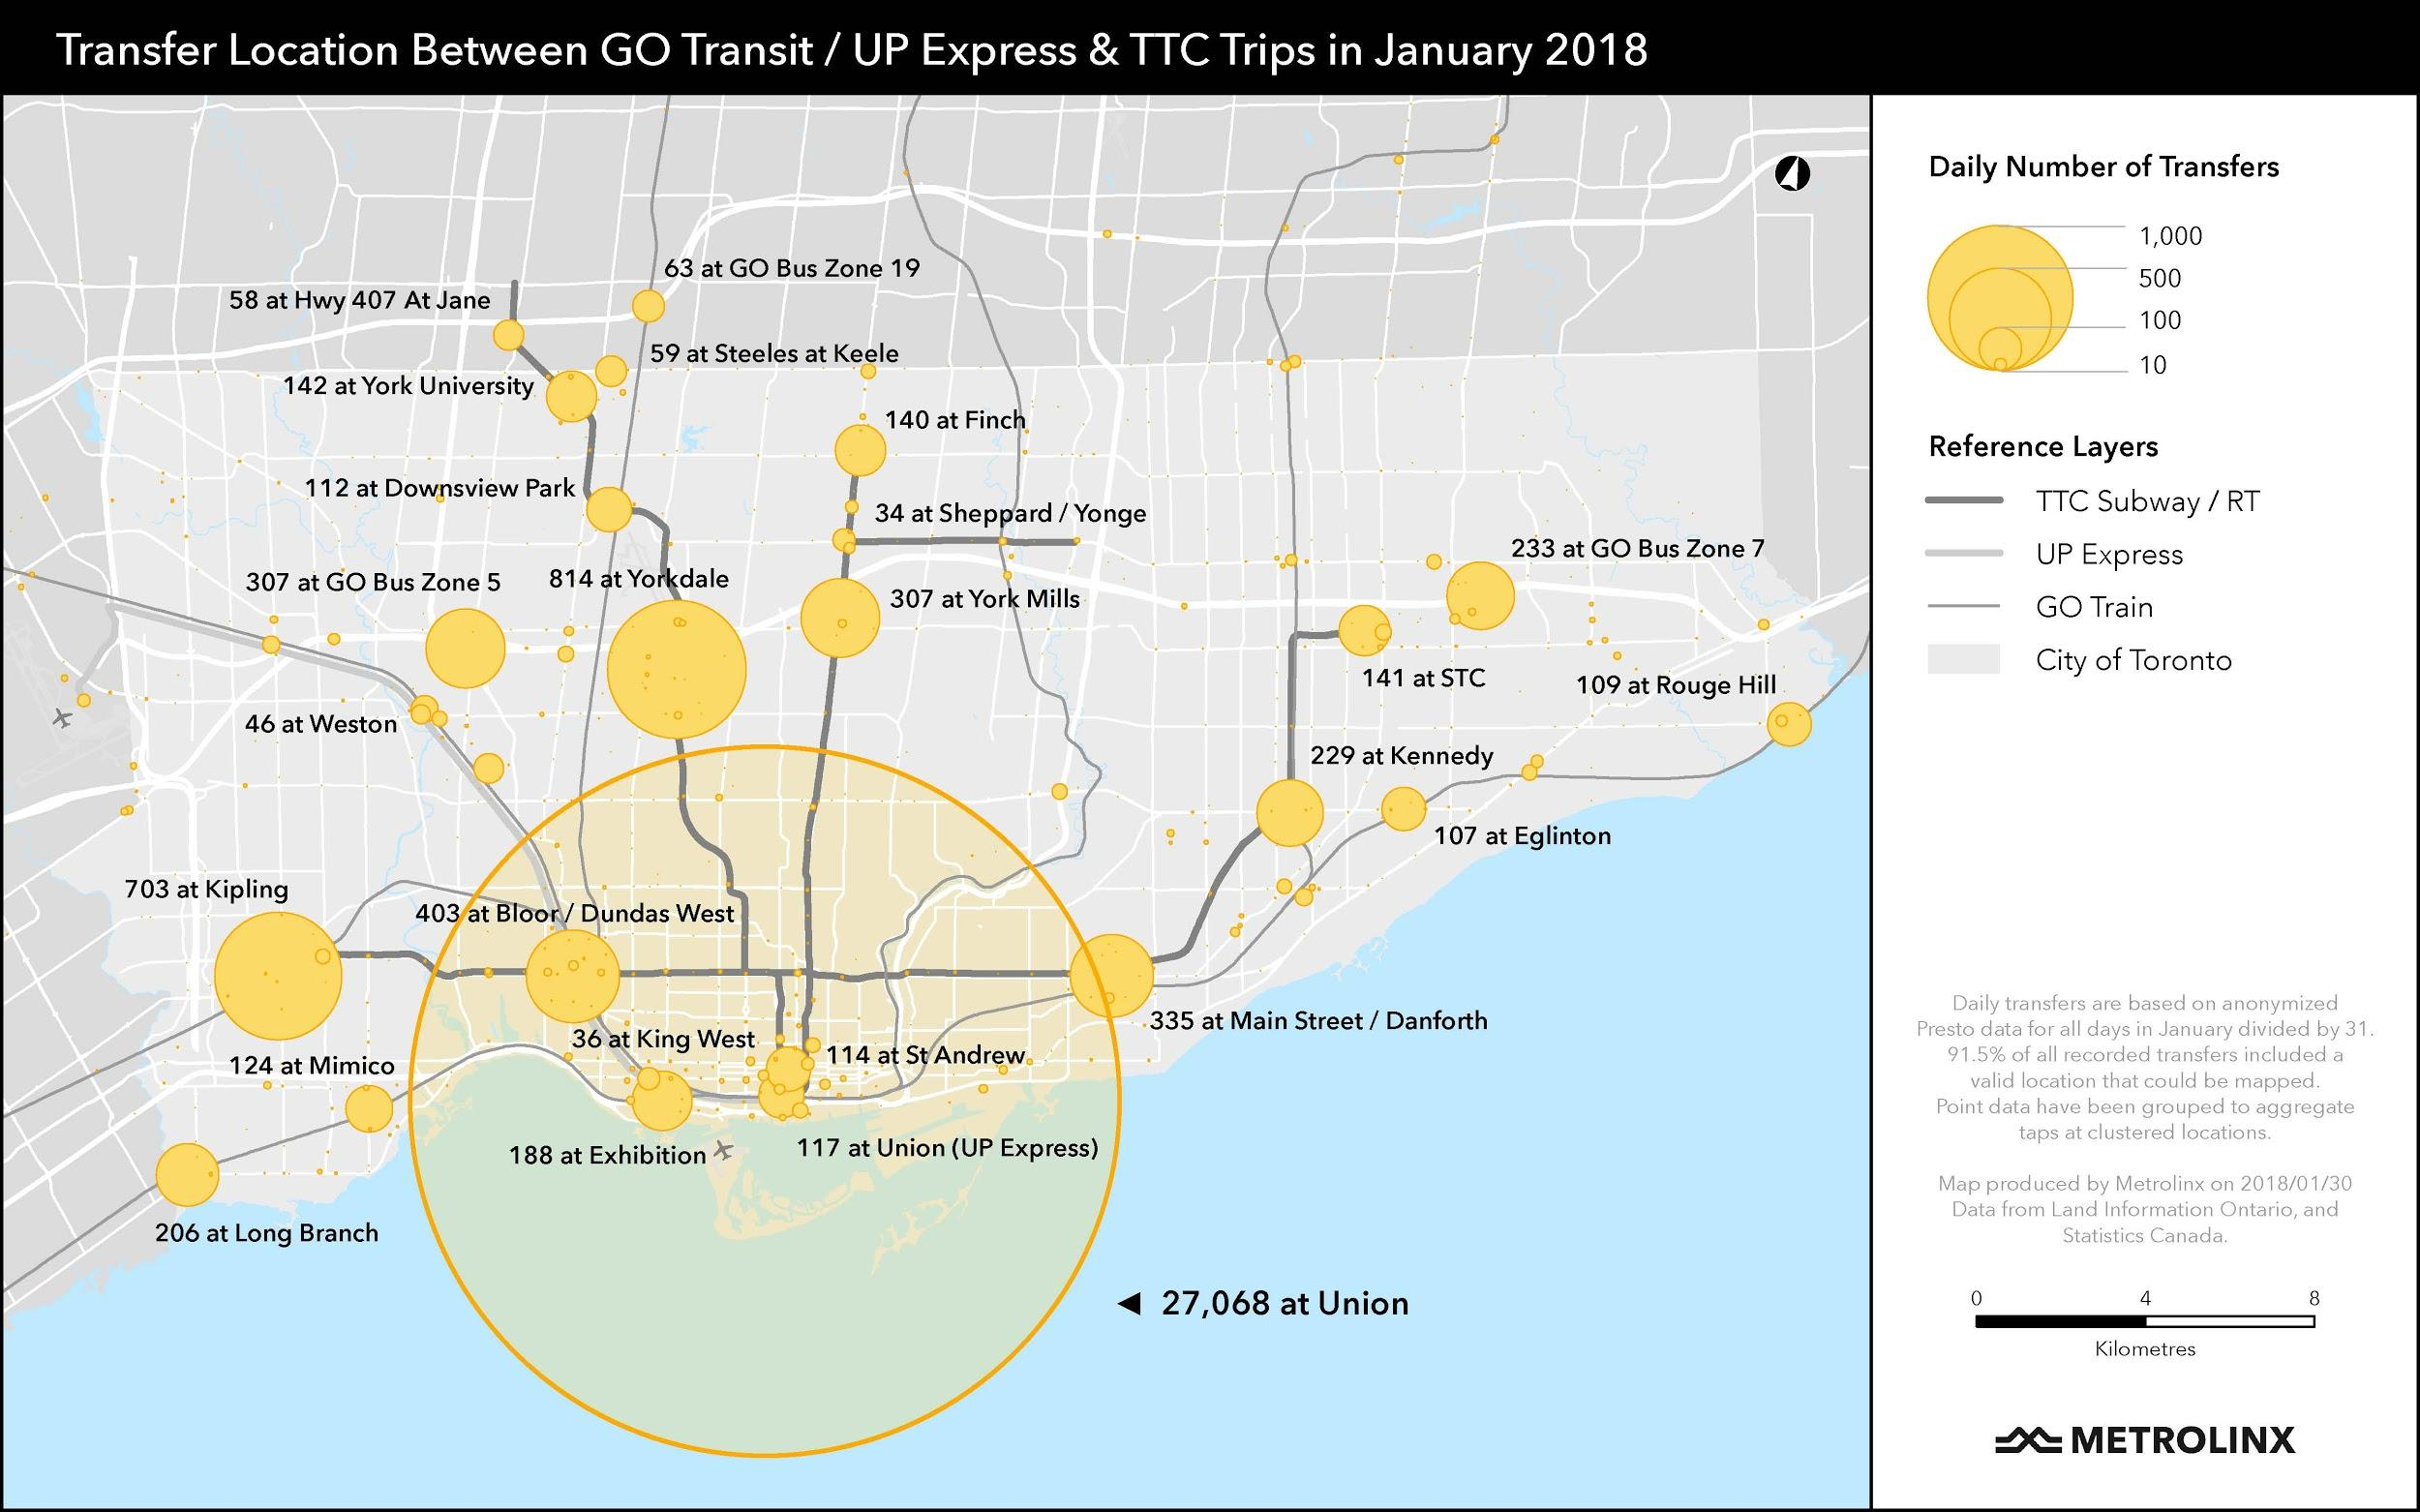 Transfer Location Between GO Transit / UP Express & TTC Trips in January 2018
63 at GO Bus Zone 19
58 at Hwy 407 At Jane
59 at Steeles at Keele
142 at York University
140 at Finch
112 at Downsview Park
34 at Sheppard / Yonge
233 at GO Bus Zone 7
307 at GO Bus Zone 5
814 at Yorkdale
307 at York Mills
141 at STC
109 at Rouge Hill
46 at Weston
229 at Kennedy
107 at Eglinton
703 at Kipling
403 at Bloor / Dundas West
335 at Main Street / Danforth
36 at King West
114 at St Andrew
124 at Mimico
188 at Exhibition
117 at Union (UP Express)
206 at Long Branch
◄ 27,068 at Union
Daily Number of Transfers
1,000
500
100
10
Reference Layers
TTC Subway / RT
UP Express
GO Train
City of Toronto
Daily transfers are based on anonymized
Presto data for all days in January divided by 31.
91.5% of all recorded transfers included a
valid location that could be mapped.
Point data have been grouped to aggregate
taps at clustered locations.
Map produced by Metrolinx on 2018/01/30
Data from Land Information Ontario, and
Statistics Canada.
0 4 8
Kilometres
METROLINX